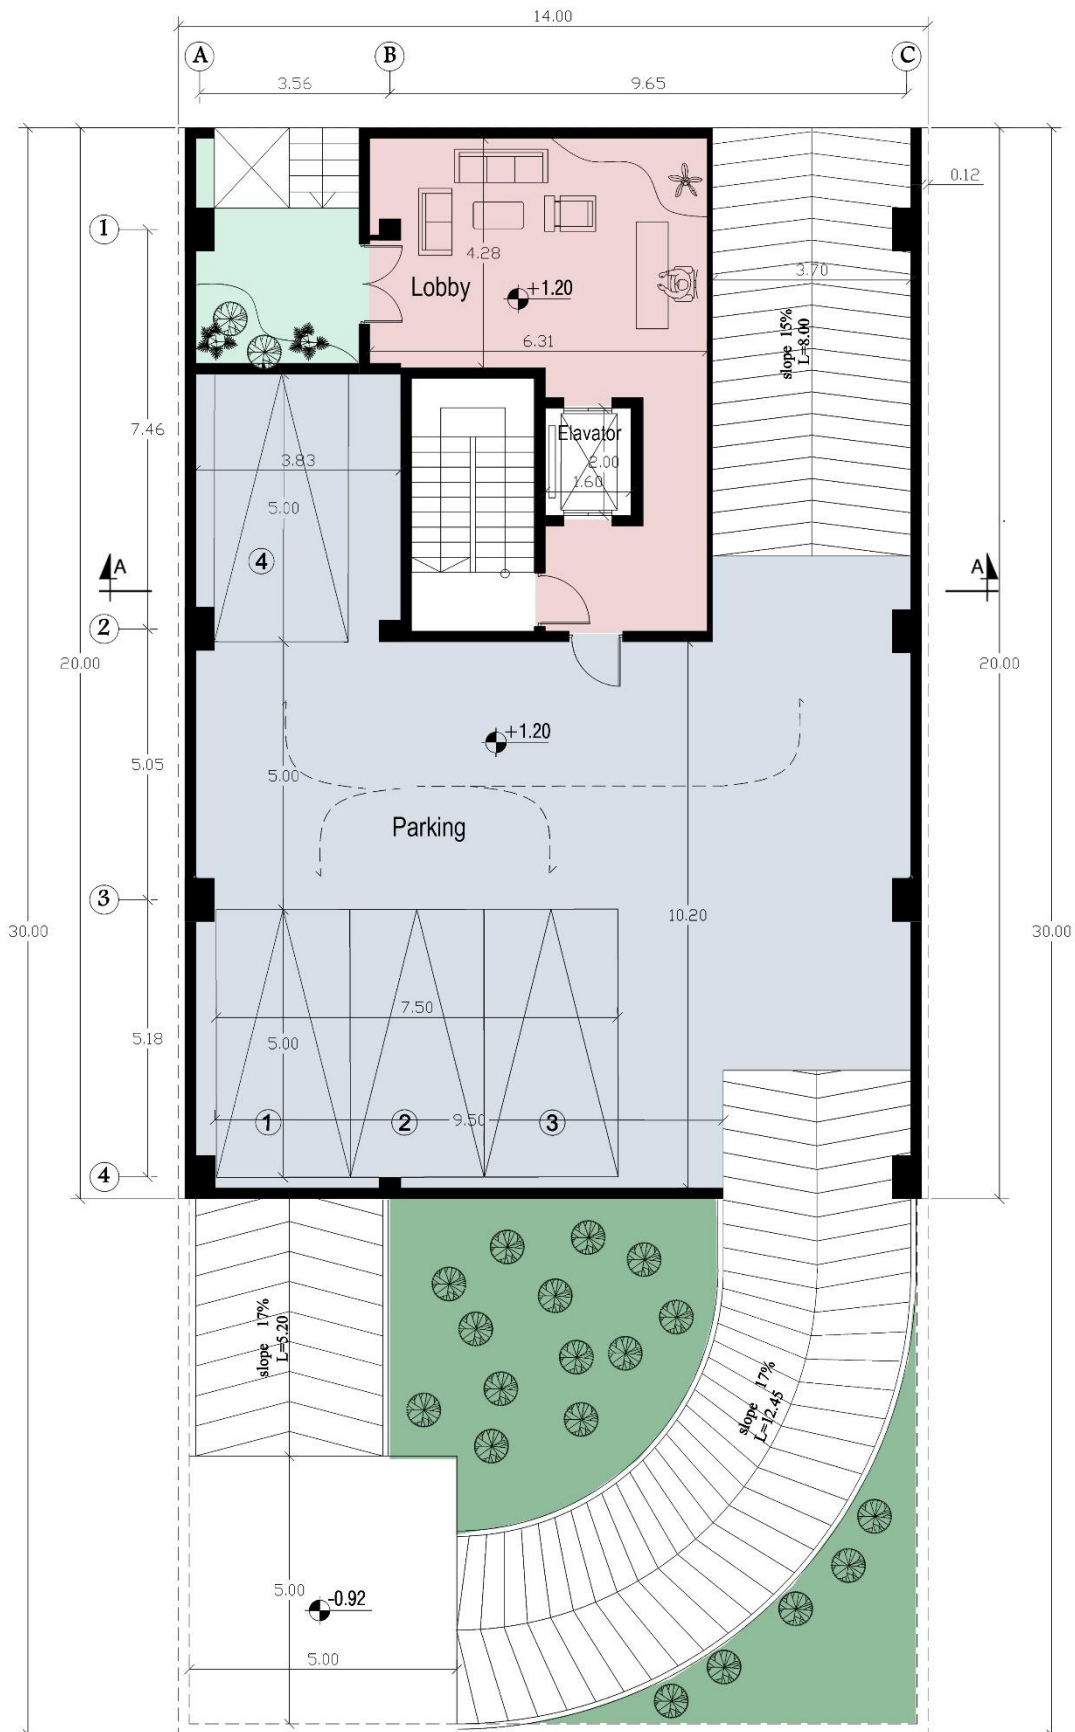 14.00
A
B
C
3.56
9.65
0.12
1
4.28
Lobby
+1.20
3.70
6.31
slope 15%
L=8.00
7.46
Elavator
3.83
2.00
1.60
5.00
4
A
A
2
20.00
20.00
+1.20
5.05
5.00
Parking
3
10.20
30.00
30.00
7.50
5.18
5.00
1
2
9.50
3
4
slope 17%
L=5.20
slope 17%
L=12.45
5.00
-0.92
5.00